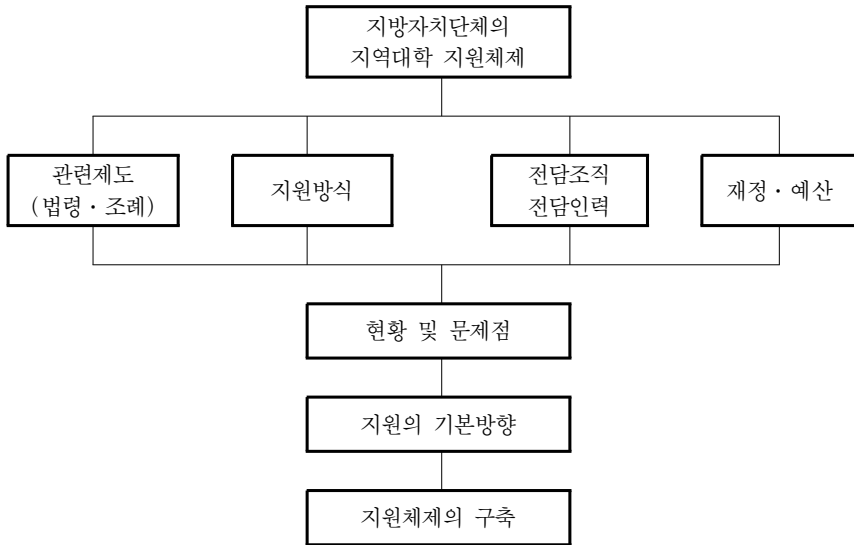 지방자치단체의
지역대학 지원체제
관련제도
(법령·조례)
지원방식
전담조직
전담인력
재정·예산
현황 및 문제점
지원의 기본방향
지원체제의 구축